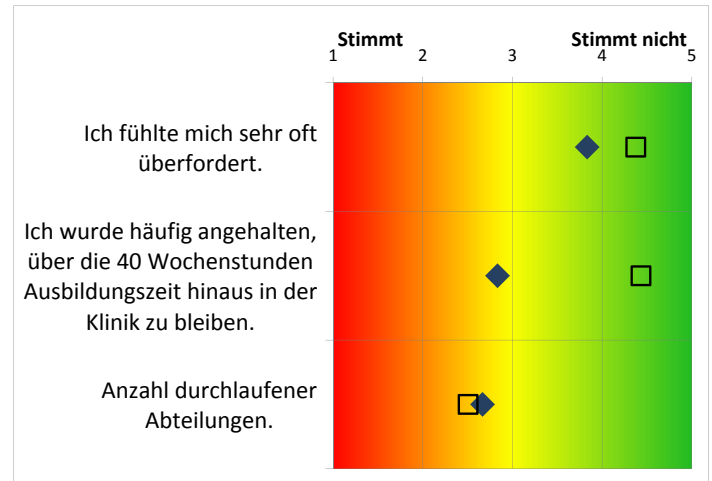 Stimmt Stimmt nicht
1 2 3 4 5
Ich fühlte mich sehr oft
überfordert.
Ich wurde häufig angehalten,
über die 40 Wochenstunden
Ausbildungszeit hinaus in der
Klinik zu bleiben.
Anzahl durchlaufener
Abteilungen.